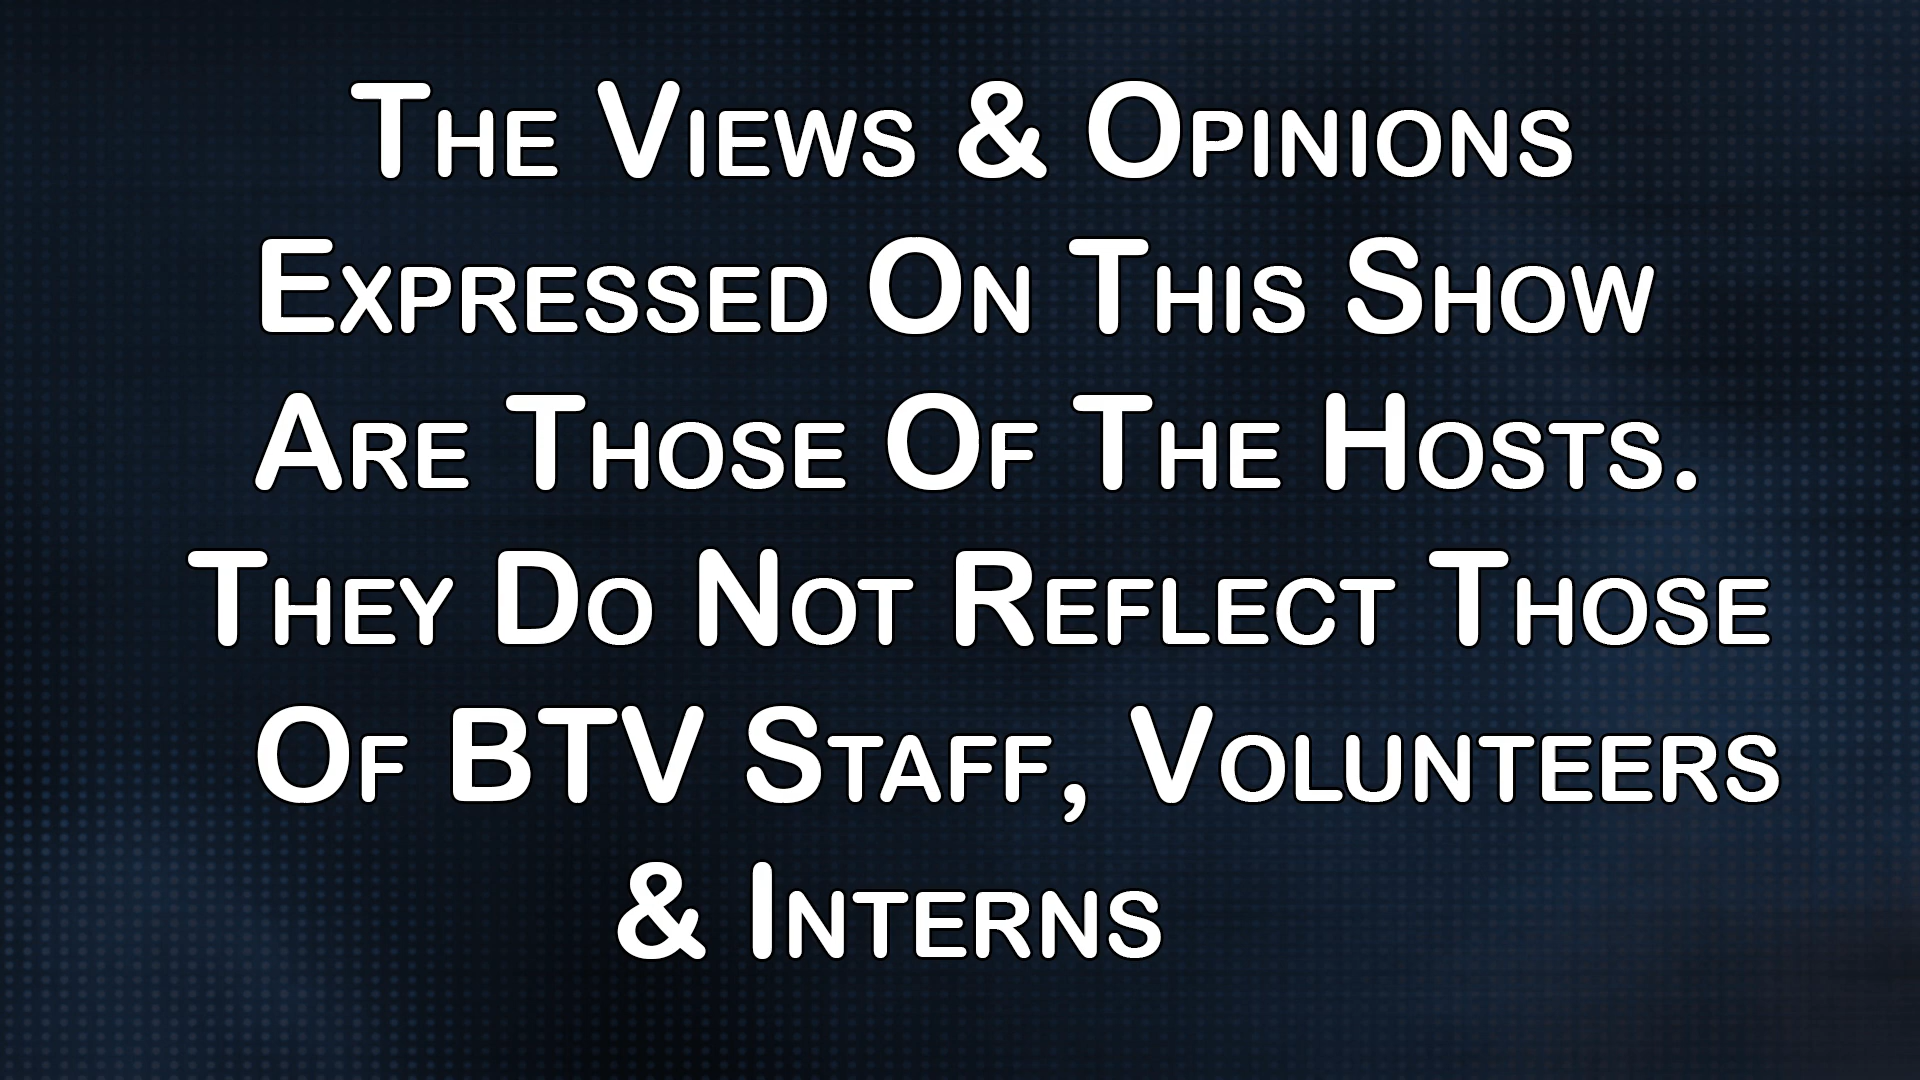 The Views & Opinions
Expressed On This Show
Are Those Of The Hosts.
They Do Not Reflect Those
Of BTV Staff, Volunteers
& Interns